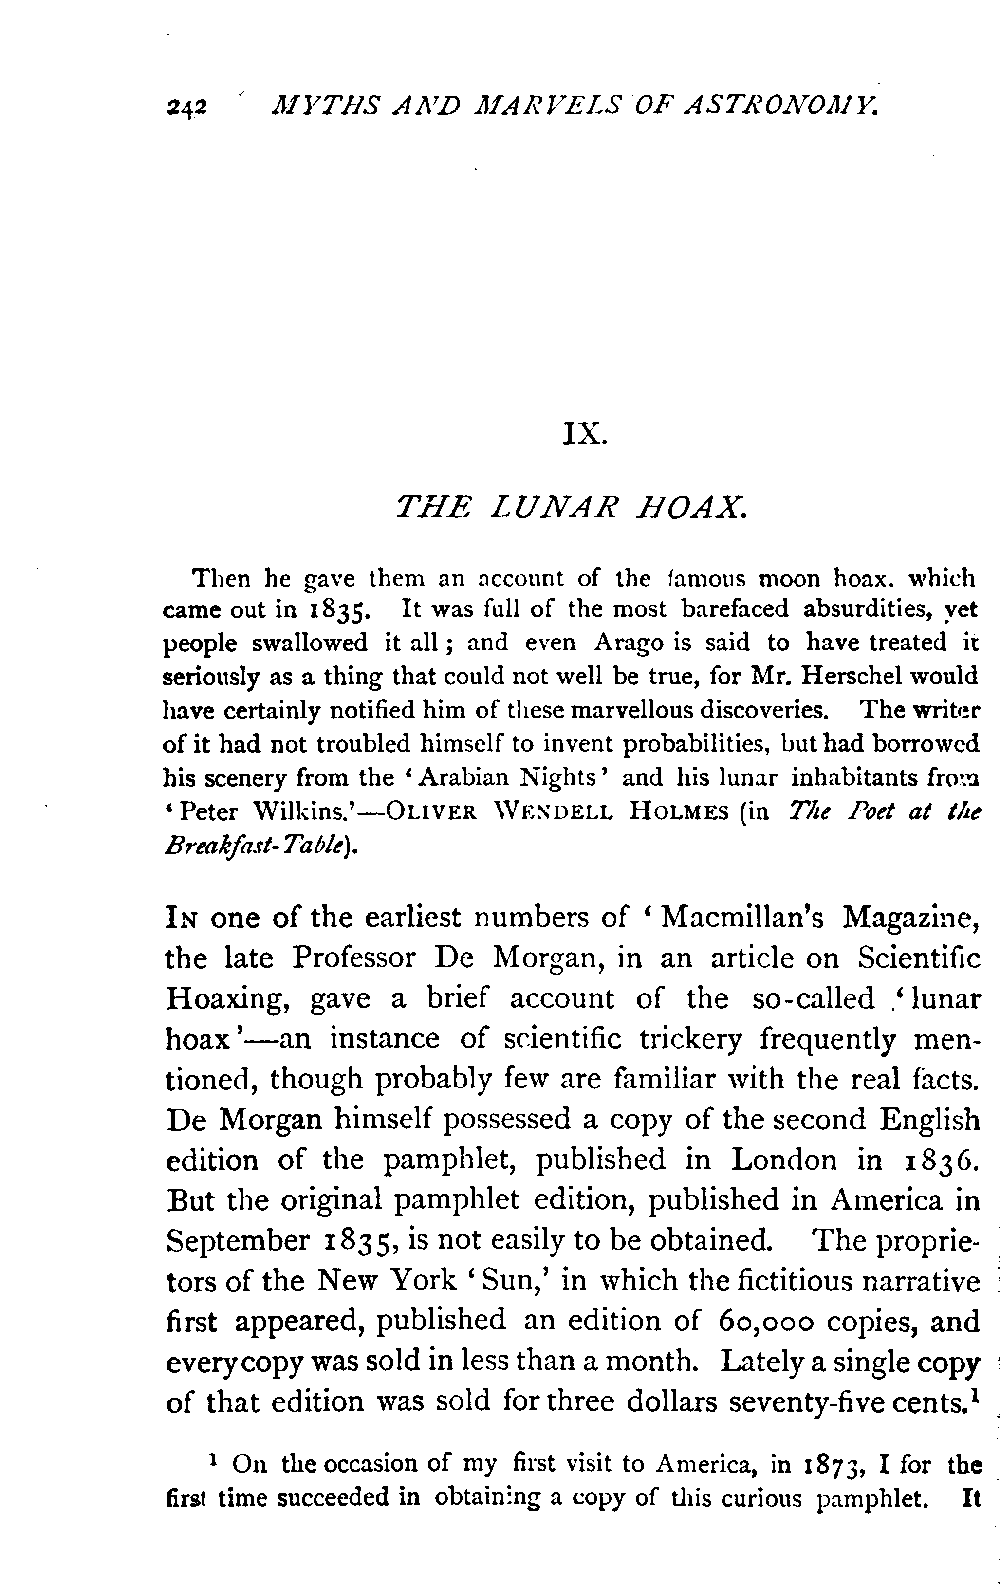 242 MYTHS AND MARVELS OF ASTRONOMY.
IX.
THE LUNAR HOAX.
Then he gave them an account of the famous moon hoax. which
came out in 1835. It was full of the most barefaced absurdities, yet
people swallowed it all; and even Arago is said to have treated it
seriously as a thing that could not well be true, for Mr. Herschel would
have certainly notified him of these marvellous discoveries. The writer
of it had not troubled himself to invent probabilities, but had borrowed
his scenery from the ‘Arabian Nights’ and his lunar inhabitants from
‘Peter Wilkins.’—OLIVER WENDELL HOLMES (in The Poet at the
Breakfast-Table).
IN one of the earliest numbers of ‘Macmillan's Magazine,
the late Professor De Morgan, in an article on Scientific
Hoaxing, gave a brief account of the so-called ‘lunar
hoax’—an instance of scientific trickery frequently men-
tioned, though probably few are familiar with the real facts.
De Morgan himself possessed a copy of the second English
edition of the pamphlet, published in London in 1836.
But the original pamphlet edition, published in America in
September 1835, is not easily to be obtained. The proprie-
tors of the New York ‘Sun,’ in which the fictitious narrative
first appeared, published an edition of 60,000 copies, and
every copy was sold in less than a month. Lately a single copy
of that edition was sold for three dollars seventy-five cents.¹
¹ On the occasion of my first visit to America, in 1873, I for the
first time succeeded in obtaining a copy of this curious pamphlet. It